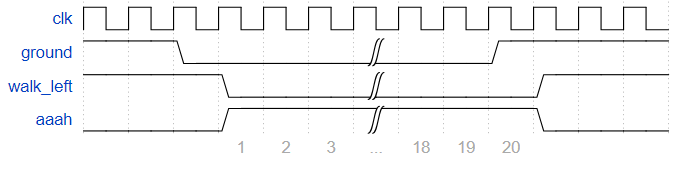 clk
ground
walk_left
aaah
1 2 3 ... 18 19 20